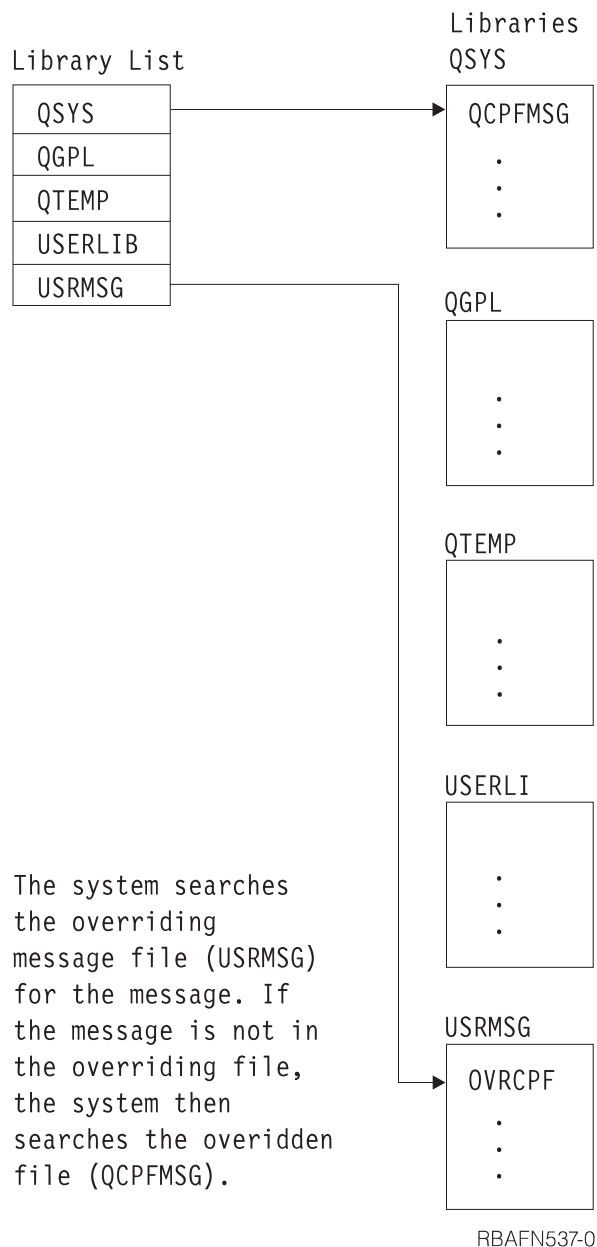 Library List
QSYS
QGPL
QTEMP
USERLIB
USRMSG
Libraries
QSYS
QCPFMSG
QGPL
QTEMP
USERLI
USRMSG
OVRCPF
The system searches
the overriding
message file (USRMSG)
for the message. If
the message is not in
the overriding file,
the system then
searches the overidden
file (QCPFMSG).
RBAFN537-0